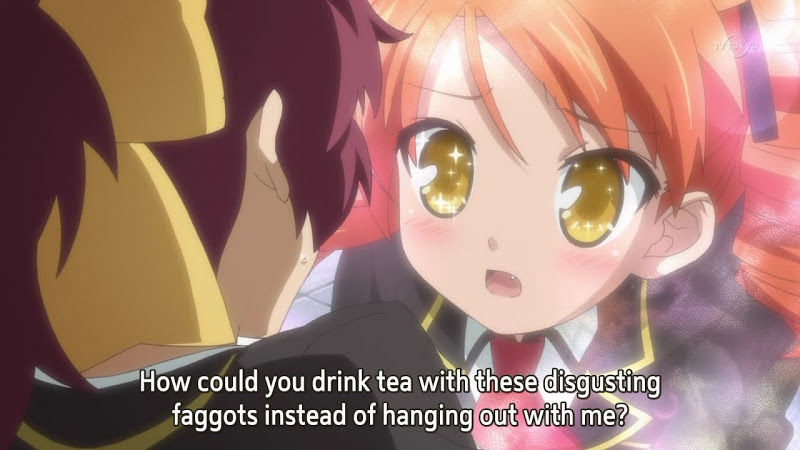 How could you drink tea with these disgusting
faggots instead of hanging out with me?